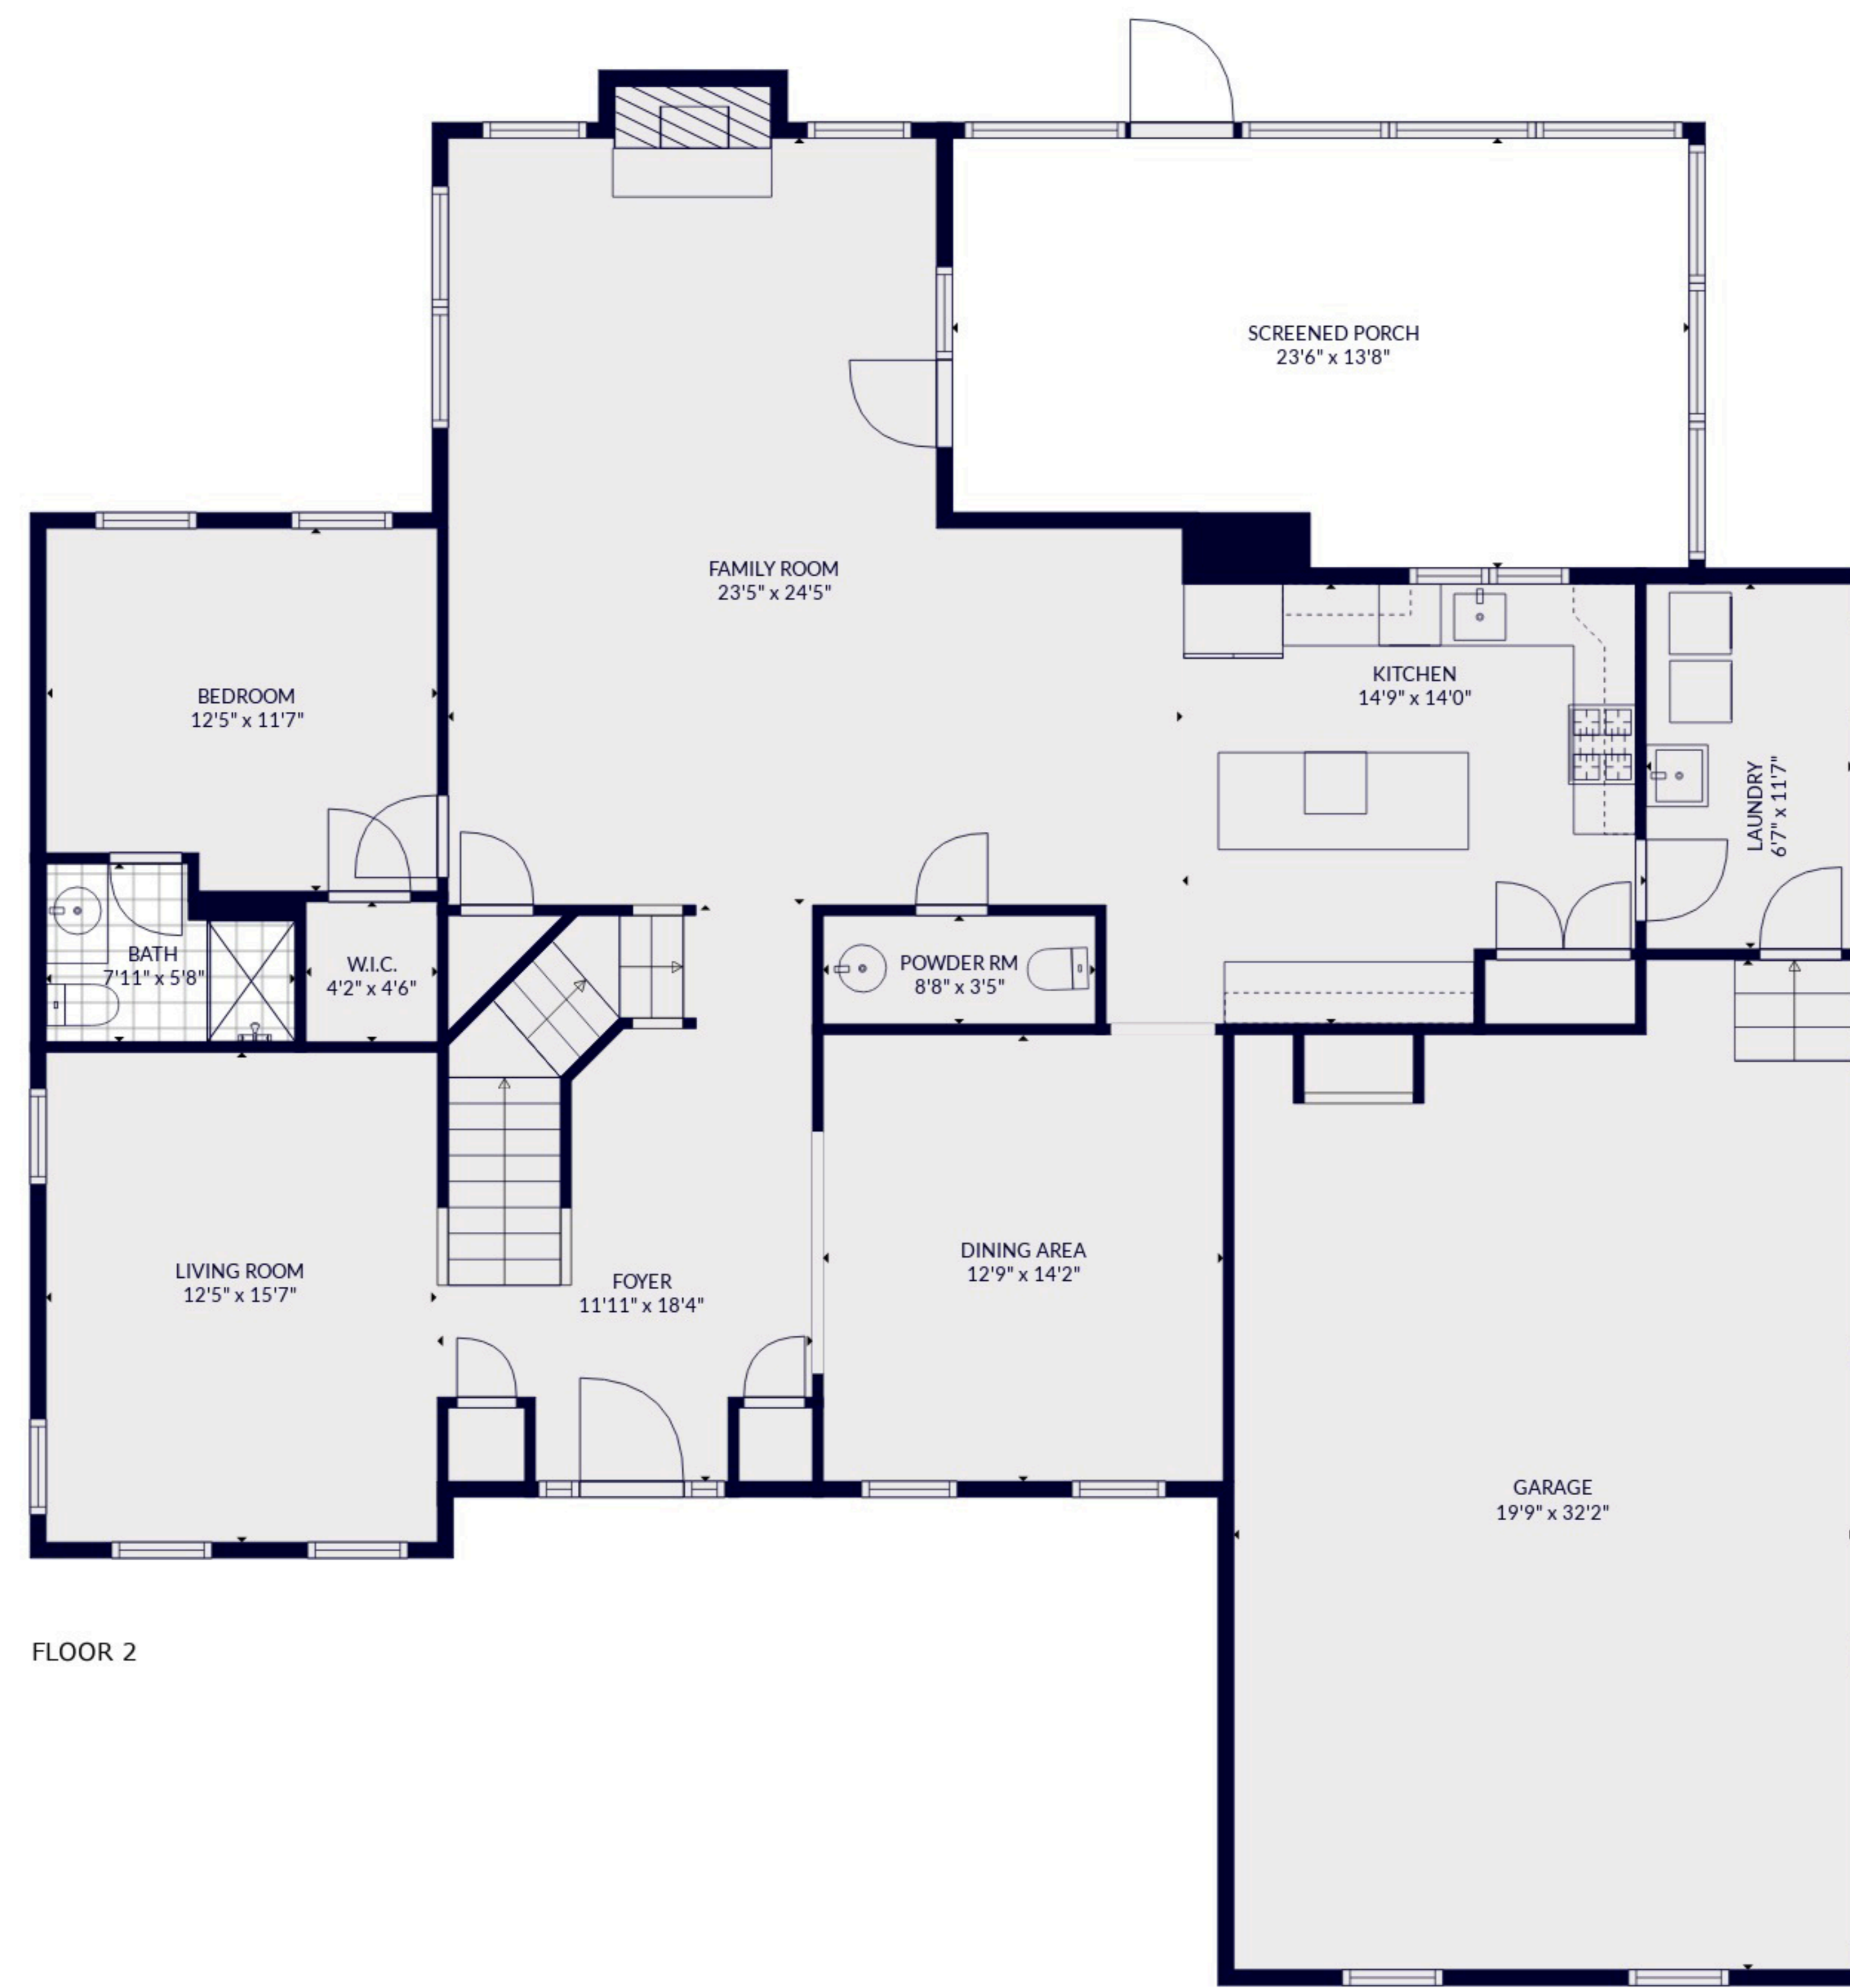 SCREENED PORCH
23'6" x 13'8"
FAMILY ROOM
23'5" x 24'5"
BEDROOM
12'5" x 11'7"
KITCHEN
14'9" x 14'0"
LAUNDRY
6'7" x 11'7"
BATH
7'11" x 5'8"
W.I.C.
4'2" x 4'6"
POWDER RM
8'8" x 3'5"
LIVING ROOM
12'5" x 15'7"
FOYER
11'11" x 18'4"
DINING AREA
12'9" x 14'2"
GARAGE
19'9" x 32'2"
FLOOR 2